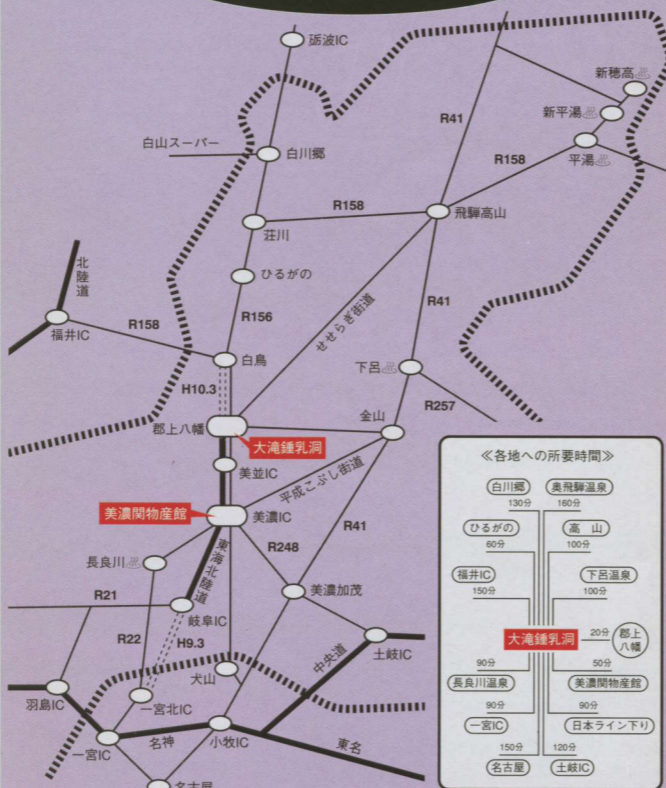 砺波IC
新穂高
新平湯
R41
白山スーパー
白川郷
R158
平湯
R158
飛騨高山
荘川
北陸道
ひるがの
せせらぎ街道
R41
R156
福井IC
R158
白鳥
下呂
H10.3
R257
郡上八幡
金山
大滝鍾乳洞
美並IC
平成こぶし街道
美濃関物産館
美濃IC
R41
東海北陸道
R248
長良川
美濃加茂
R21
岐阜IC
R22
H9.3
中央道
土岐IC
犬山
羽島IC
一宮北IC
一宮IC
名神
小牧IC
東名
名古屋
≪各地への所要時間≫
白川郷 奥飛騨温泉
130分 160分
ひるがの 高 山
60分 100分
福井IC 下呂温泉
150分 100分
大滝鍾乳洞 20分 郡上
八幡
90分 50分
長良川温泉 美濃関物産館
90分 90分
一宮IC 日本ライン下り
150分 120分
名古屋 土岐IC